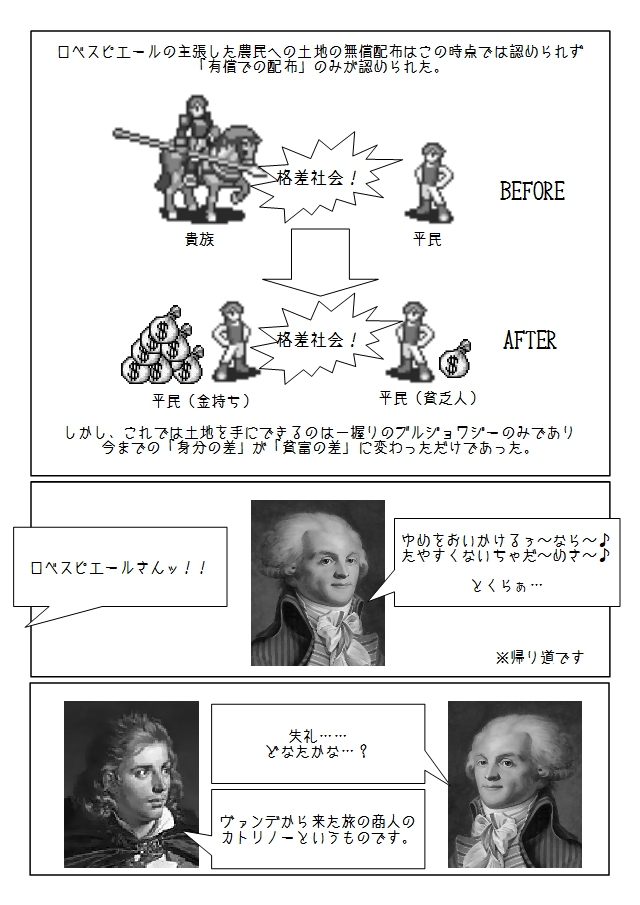 ロベスピエールの主張した農民への土地の無償配布はこの時点では認められず
「有償での配布」のみが認められた。
格差社会！
BEFORE
貴族
平民
格差社会！
AFTER
平民（金持ち）
平民（貧乏人）
しかし、これでは土地を手にできるのは一握りのブルジョワジーのみであり
今までの「身分の差」が「貧富の差」に変わっただけであった。
ロベスピエールさんッ！！
ゆめをおいかけるぅ～なら～♪
たやすくないちゃだ～めさ～♪
とくらぁ…
※帰り道です
失礼……
どなたかな…？
ヴァンデから来た旅の商人の
カトリノーというものです。